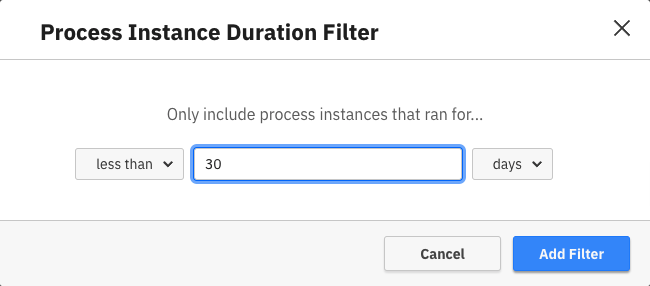 Process Instance Duration Filter
Only include process instances that ran for...
less than 30 days
Cancel Add Filter